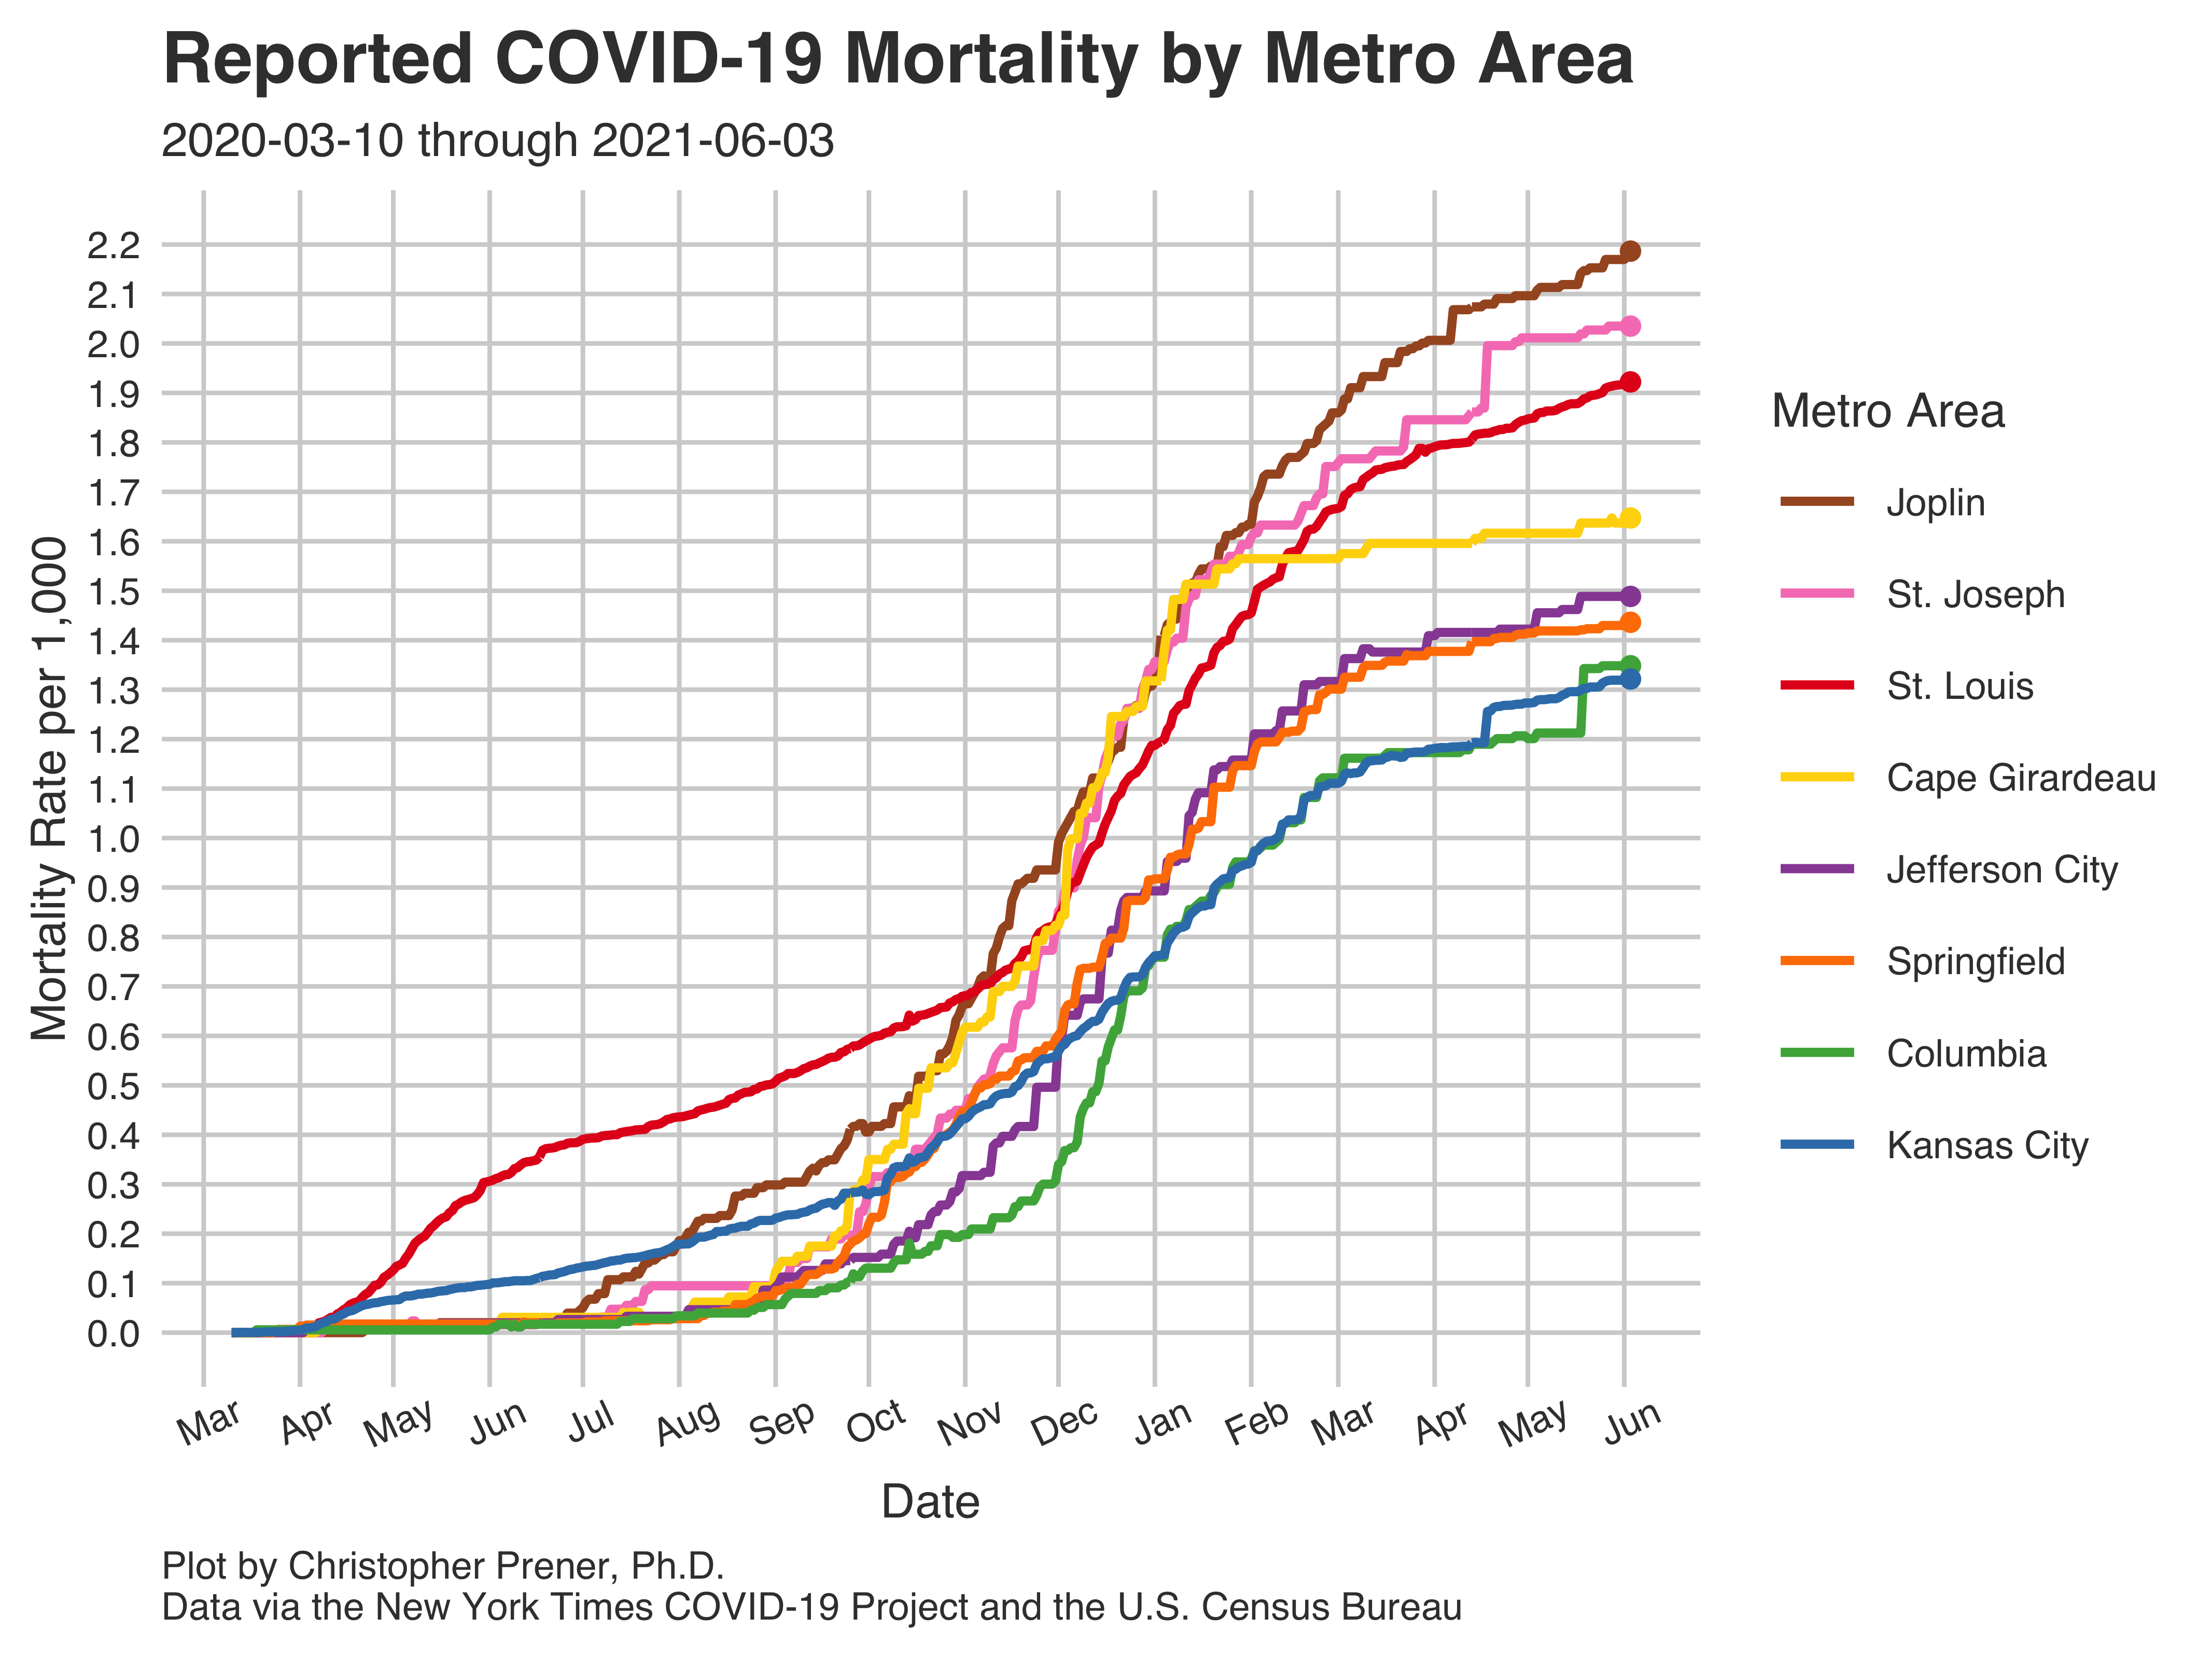 Reported COVID-19 Mortality by Metro Area
2020-03-10 through 2021-06-03
Mortality Rate per 1,000
2.2
2.1
2.0
1.9
1.8
1.7
1.6
1.5
1.4
1.3
1.2
1.1
1.0
0.9
0.8
0.7
0.6
0.5
0.4
0.3
0.2
0.1
0.0
Mar Apr May Jun Jul Aug Sep Oct Nov Dec Jan Feb Mar Apr May Jun
Date
Metro Area
Joplin
St. Joseph
St. Louis
Cape Girardeau
Jefferson City
Springfield
Columbia
Kansas City
Plot by Christopher Prener, Ph.D.
Data via the New York Times COVID-19 Project and the U.S. Census Bureau